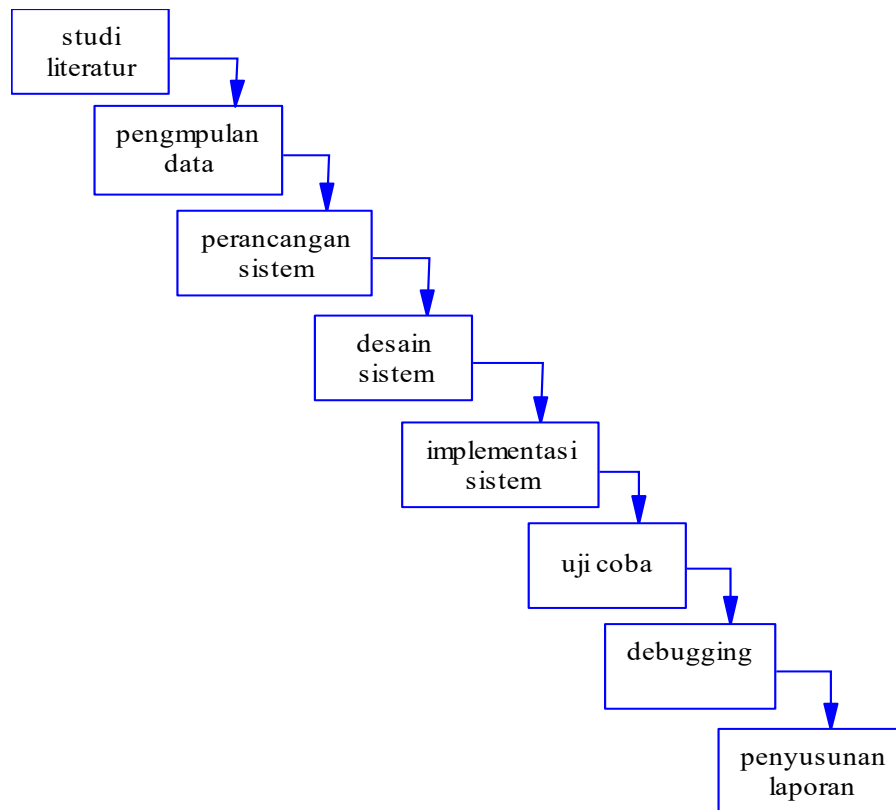 studi
literatur
pengmpulan
data
perancangan
sistem
desain
sistem
implementasi
sistem
uji coba
debugging
penyusunan
laporan